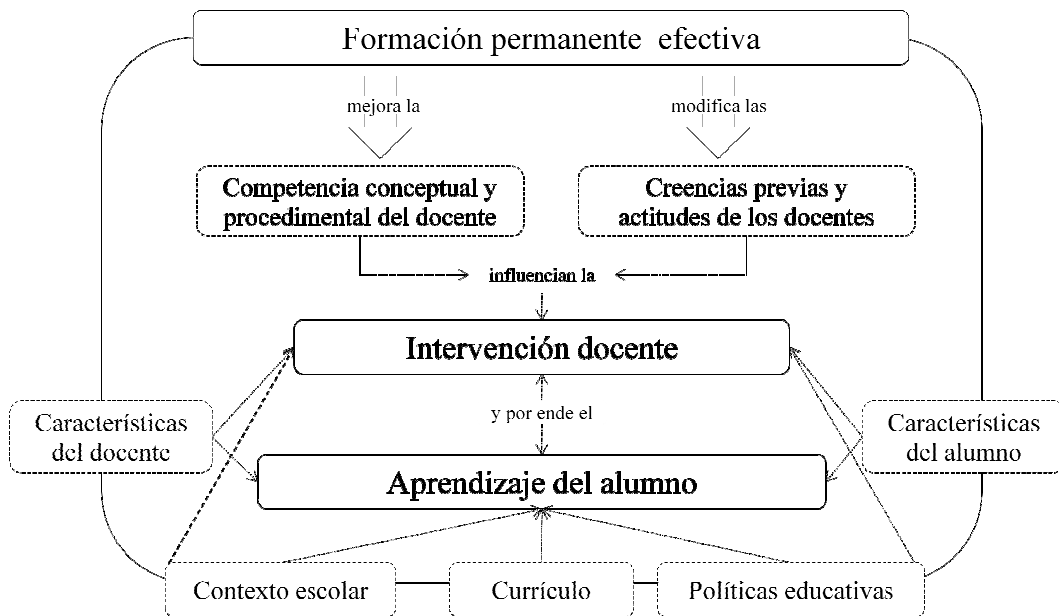 Formación permanente efectiva
mejora la
modifica las
Competencia conceptual y
procedimental del docente
Creencias previas y
actitudes de los docentes
influencian la
Intervención docente
y por ende el
Características
del docente
Características
del alumno
Aprendizaje del alumno
Contexto escolar
Currículo
Políticas educativas